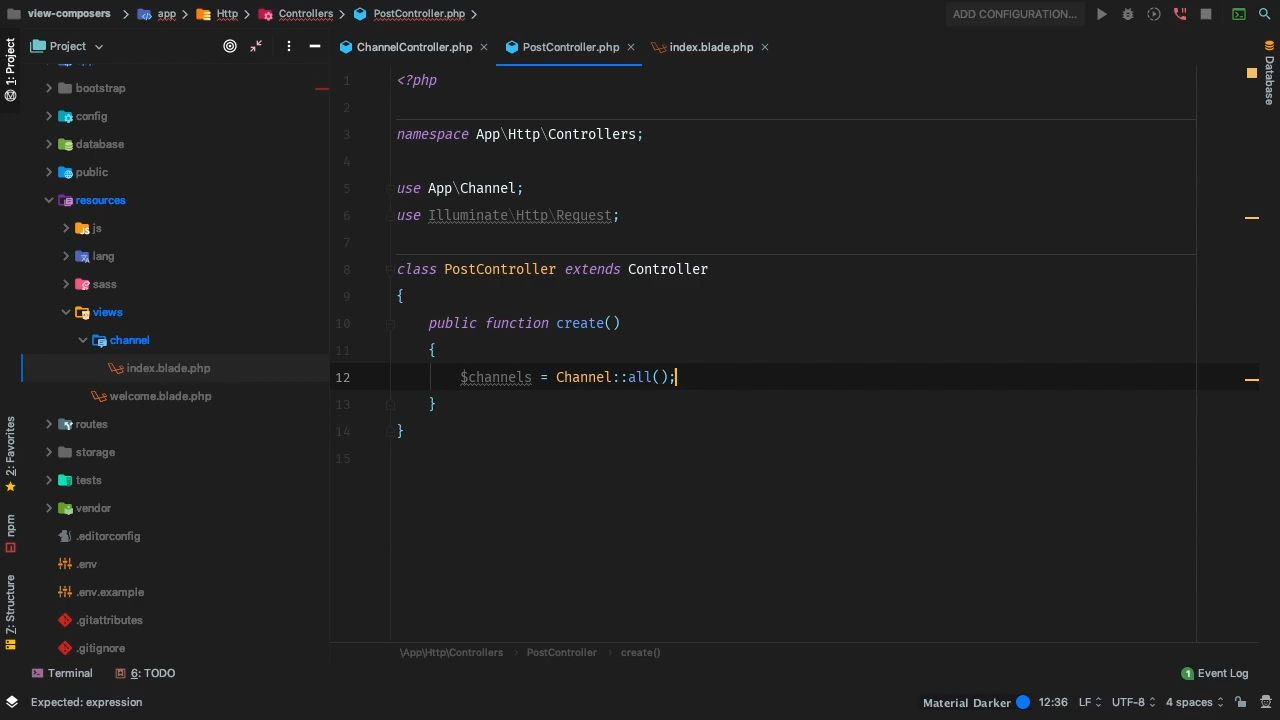 view-composers > app > Http > Controllers > PostController.php >
ADD CONFIGURATION...
1: Project
Project
bootstrap
config
database
public
resources
js
lang
sass
views
channel
index.blade.php
welcome.blade.php
routes
storage
tests
vendor
.editorconfig
.env
.env.example
.gitattributes
.gitignore
2: Favorites
npm
7: Structure
ChannelController.php × PostController.php × index.blade.php ×
1 <?php
2
3 namespace App\Http\Controllers;
4
5 use App\Channel;
6 use Illuminate\Http\Request;
7
8 class PostController extends Controller
9 {
10 public function create()
11 {
12 $channels = Channel::all();
13 }
14 }
15
Database
\App\Http\Controllers > PostController > create()
Terminal 6: TODO
1 Event Log
Expected: expression
Material Darker 12:36 LF UTF-8 4 spaces